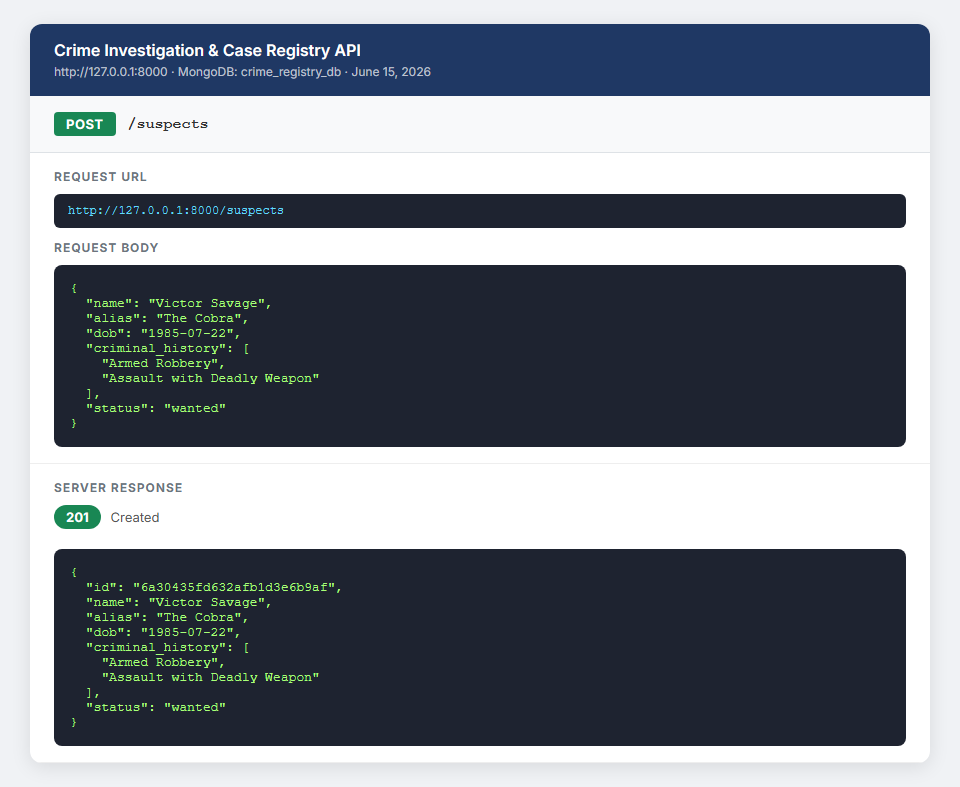 Crime Investigation & Case Registry API
http://127.0.0.1:8000 · MongoDB: crime_registry_db · June 15, 2026
POST /suspects
REQUEST URL
http://127.0.0.1:8000/suspects
REQUEST BODY
{
  "name": "Victor Savage",
  "alias": "The Cobra",
  "dob": "1985-07-22",
  "criminal_history": [
    "Armed Robbery",
    "Assault with Deadly Weapon"
  ],
  "status": "wanted"
}
SERVER RESPONSE
201 Created
{
  "id": "6a30435fd632afb1d3e6b9af",
  "name": "Victor Savage",
  "alias": "The Cobra",
  "dob": "1985-07-22",
  "criminal_history": [
    "Armed Robbery",
    "Assault with Deadly Weapon"
  ],
  "status": "wanted"
}